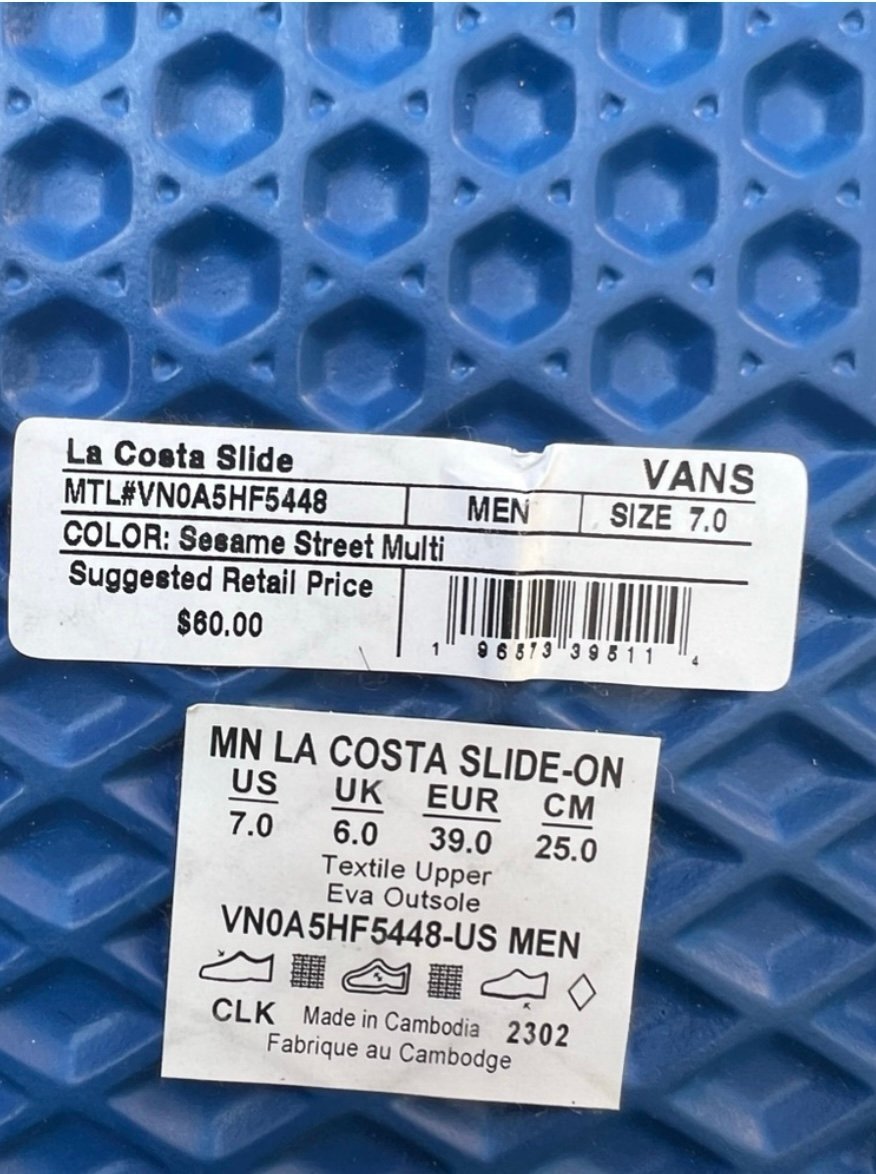 La Costa Slide
VANS
MTL#VN0A5HF5448 MEN SIZE 7.0
COLOR: Sesame Street Multi
Suggested Retail Price
$60.00
1 96573 39511 4
MN LA COSTA SLIDE-ON
US UK EUR CM
7.0 6.0 39.0 25.0
Textile Upper
Eva Outsole
VN0A5HF5448-US MEN
CLK Made in Cambodia 2302
Fabrique au Cambodge